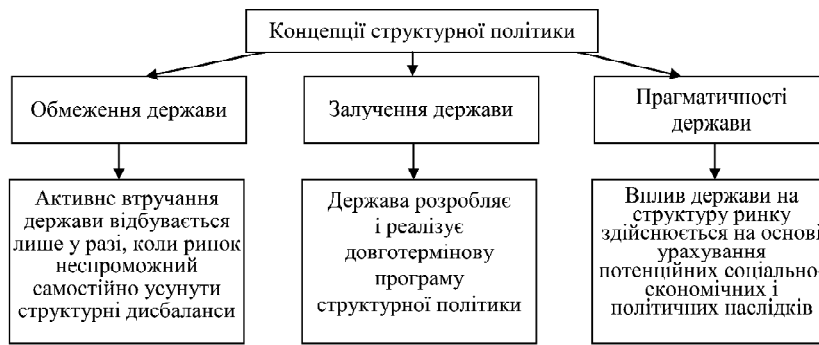 Концепції структурної політики
Обмеження держави
Залучення держави
Прагматичності
держави
Активне втручання
держави відбувається
лише у разі, коли ринок
неспроможний
самостійно усунути
структурні дисбаланси
Держава розробляє
і реалізує
довготермінову
програму
структурної політики
Вплив держави на
структуру ринку
здійснюється на основі
урахування
потенційних соціально-
економічних і
політичних наслідків